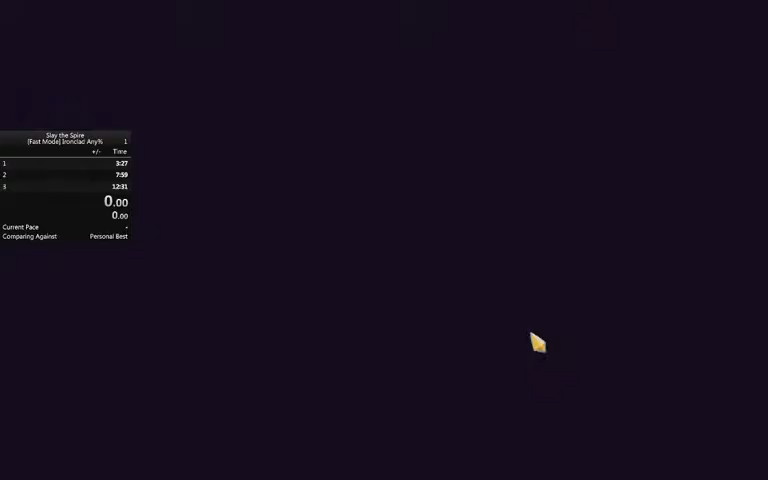 Slay the Spire
[Fast Mode] Ironclad Any% 1
+/- Time
1 3:27
2 7:59
3 12:31
0.00
0.00
Current Pace -
Comparing Against Personal Best